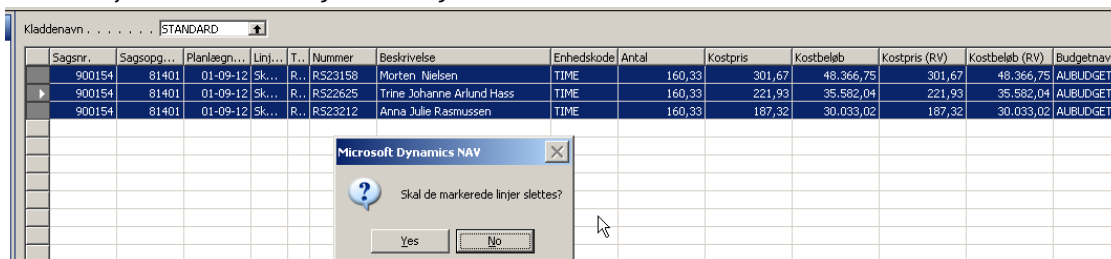 Kladdenavn . . . . . . . STANDARD
Sagsnr. Sagsopg... Planlægn... Linj... T.. Nummer Beskrivelse Enhedskode Antal Kostpris Kostbeløb Kostpris (RV) Kostbeløb (RV) Budgetnav
900154 81401 01-09-12 Sk... R.. RS23158 Morten Nielsen TIME 160,33 301,67 48.366,75 301,67 48.366,75 AUBUDGET
900154 81401 01-09-12 Sk... R.. RS22625 Trine Johanne Arlund Hass TIME 160,33 221,93 35.582,04 221,93 35.582,04 AUBUDGET
900154 81401 01-09-12 Sk... R.. RS23212 Anna Julie Rasmussen TIME 160,33 187,32 30.033,02 187,32 30.033,02 AUBUDGET
Microsoft Dynamics NAV
Skal de markerede linjer slettes?
Yes No